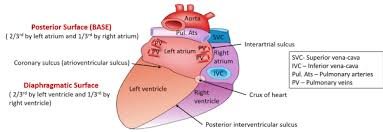 Posterior Surface (BASE)
( 2/3rd by left atrium and 1/3rd by
right atrium)
Coronary sulcus (atrioventricular sulcus)
Diaphragmatic Surface
( 2/3rd by left ventricle and 1/3rd by
right ventricle)
Aorta
Pul. Ats
SVC
PV
PV
Left atrium
PV
PV
Right
atrium
IVC
Left ventricle
Right
ventricle
Interartrial sulcus
SVC- Superior vena-cava
IVC – Inferior vena-cava
Pul. Ats – Pulmonary arteries
PV – Pulmonary veins
Crux of heart
Posterior interventricular sulcus